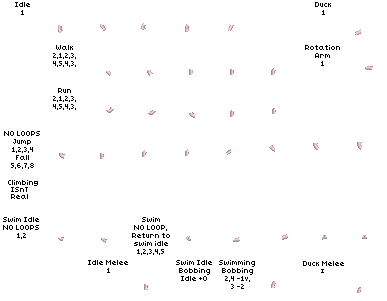 Idle
1
Duck
1
Walk
2,1,2,3,
4,5,4,3,
Rotation
Arm
1
Run
2,1,2,3,
4,5,4,3,
NO LOOPS
Jump
1,2,3,4
Fall
5,6,7,8
Climbing
ISnT
Real
Swim Idle
NO LOOPS
1,2
Swim
NO LOOP,
Return to
swim idle
1,2,3,4,5
Idle Melee
1
Swim Idle
Bobbing
Idle +0
Swimming
Bobbing
2,4 -1v,
3 -2
Duck Melee
1